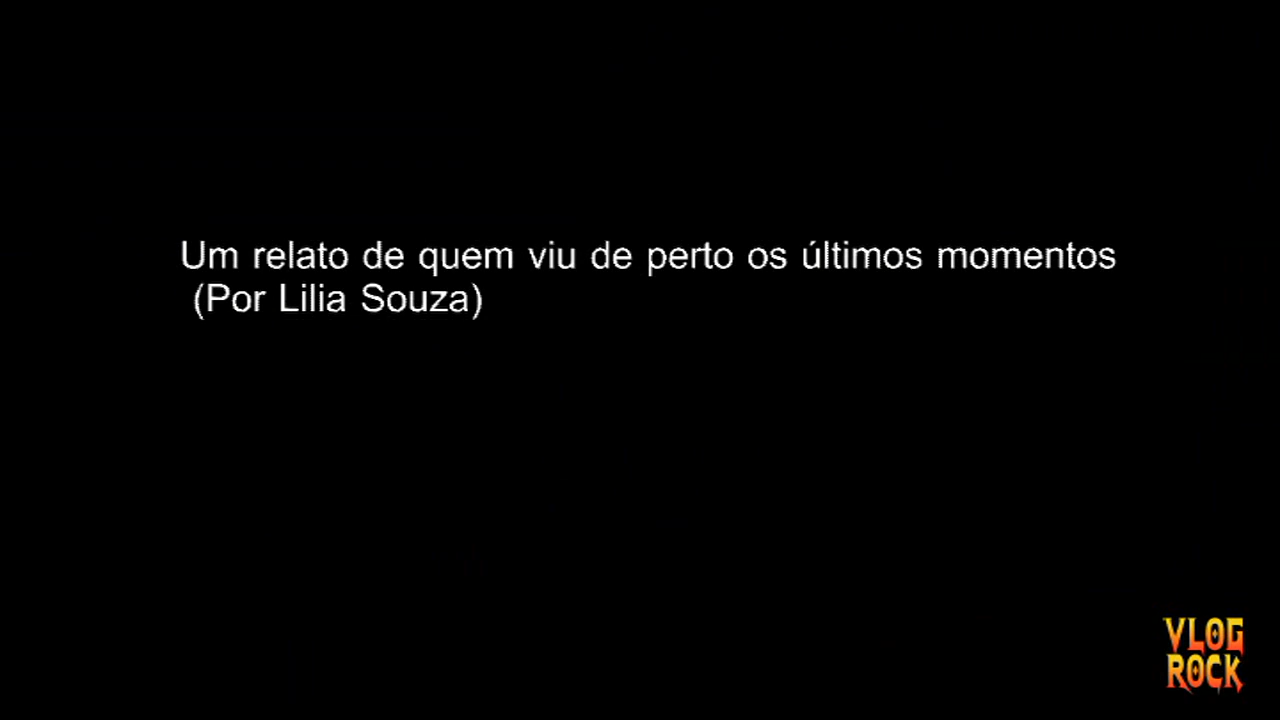 Um relato de quem viu de perto os últimos momentos
(Por Lilia Souza)
VLOG
ROCK